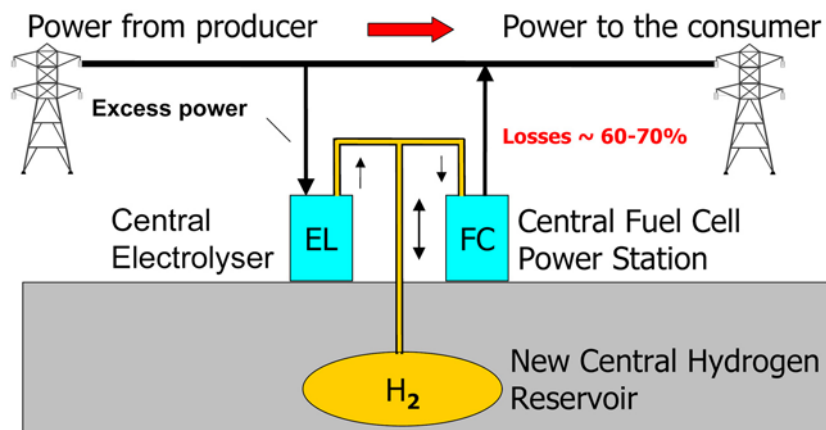 Power from producer
Power to the consumer
Excess power
Losses ~ 60-70%
Central
Electrolyser
EL
FC
Central Fuel Cell
Power Station
H₂
New Central Hydrogen
Reservoir